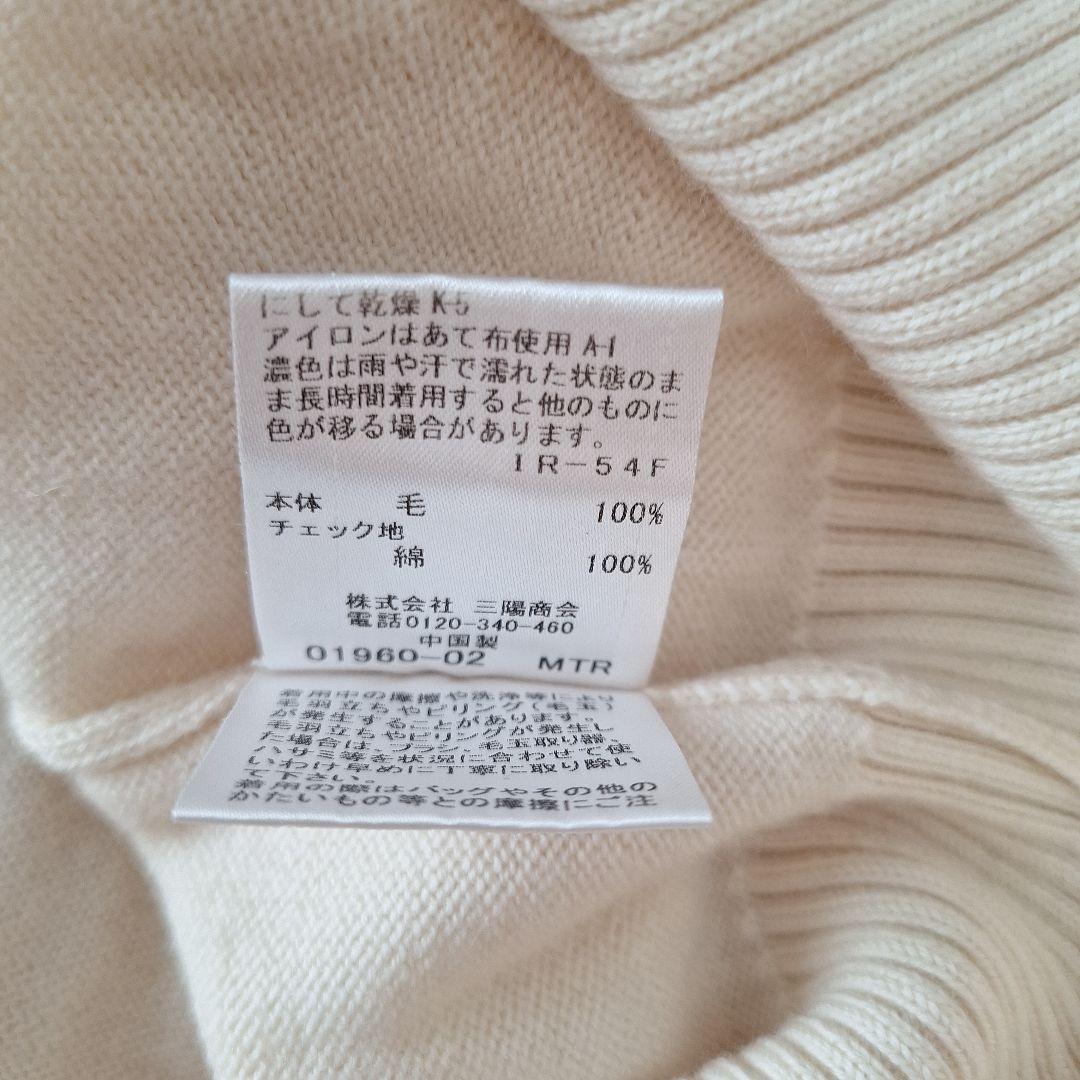 にして乾燥 K-5
アイロンはあて布使用 A-1
濃色は雨や汗で濡れた状態のま
ま長時間着用すると他のものに
色が移る場合があります。
IR-54F
本体 毛 100%
チェック地
綿 100%
株式会社 三陽商会
電話0120-340-460
中国製
01960-02 MTR
着用中の摩擦や洗浄等により
毛羽立ちやピリング(毛玉)
が発生することがあります。
毛羽立ちやピリングが発生し
た場合は、ブラシ、毛玉取り器、
ハサミ等を状況に合わせて使
いわけ早めに丁寧に取り除い
て下さい。
着用の際はバッグやその他の
かたいもの等との摩擦にご注